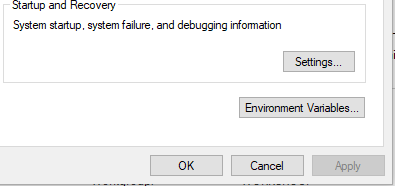 Startup and Recovery
System startup, system failure, and debugging information
Settings...
Environment Variables...
OK
Cancel
Apply